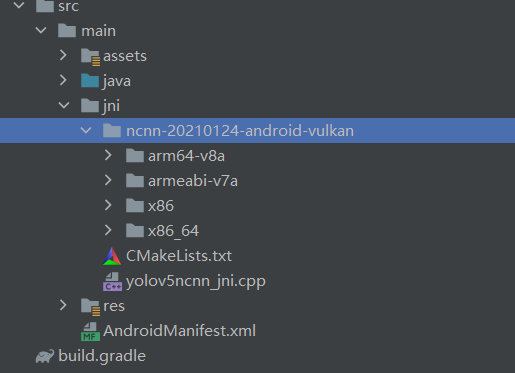 src
main
assets
java
jni
ncnn-20210124-android-vulkan
arm64-v8a
armeabi-v7a
x86
x86_64
CMakeLists.txt
C++ yolov5ncnn_jni.cpp
res
MF AndroidManifest.xml
build.gradle